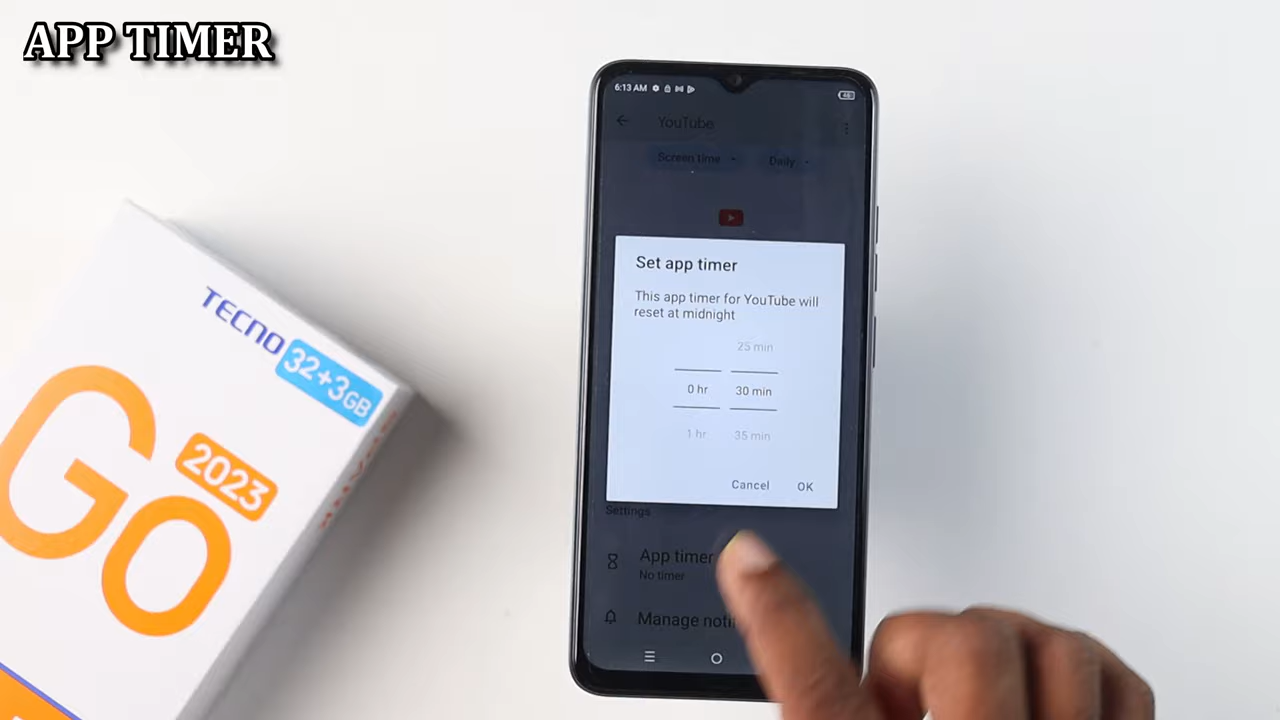 APP TIMER
6:13 AM
YouTube
Screen time
Daily
Set app timer
This app timer for YouTube will
reset at midnight
25 min
0 hr
30 min
1 hr
35 min
Cancel
OK
Settings
App timer
No timer
Manage noti
TECNO
32+3GB
GO
2023